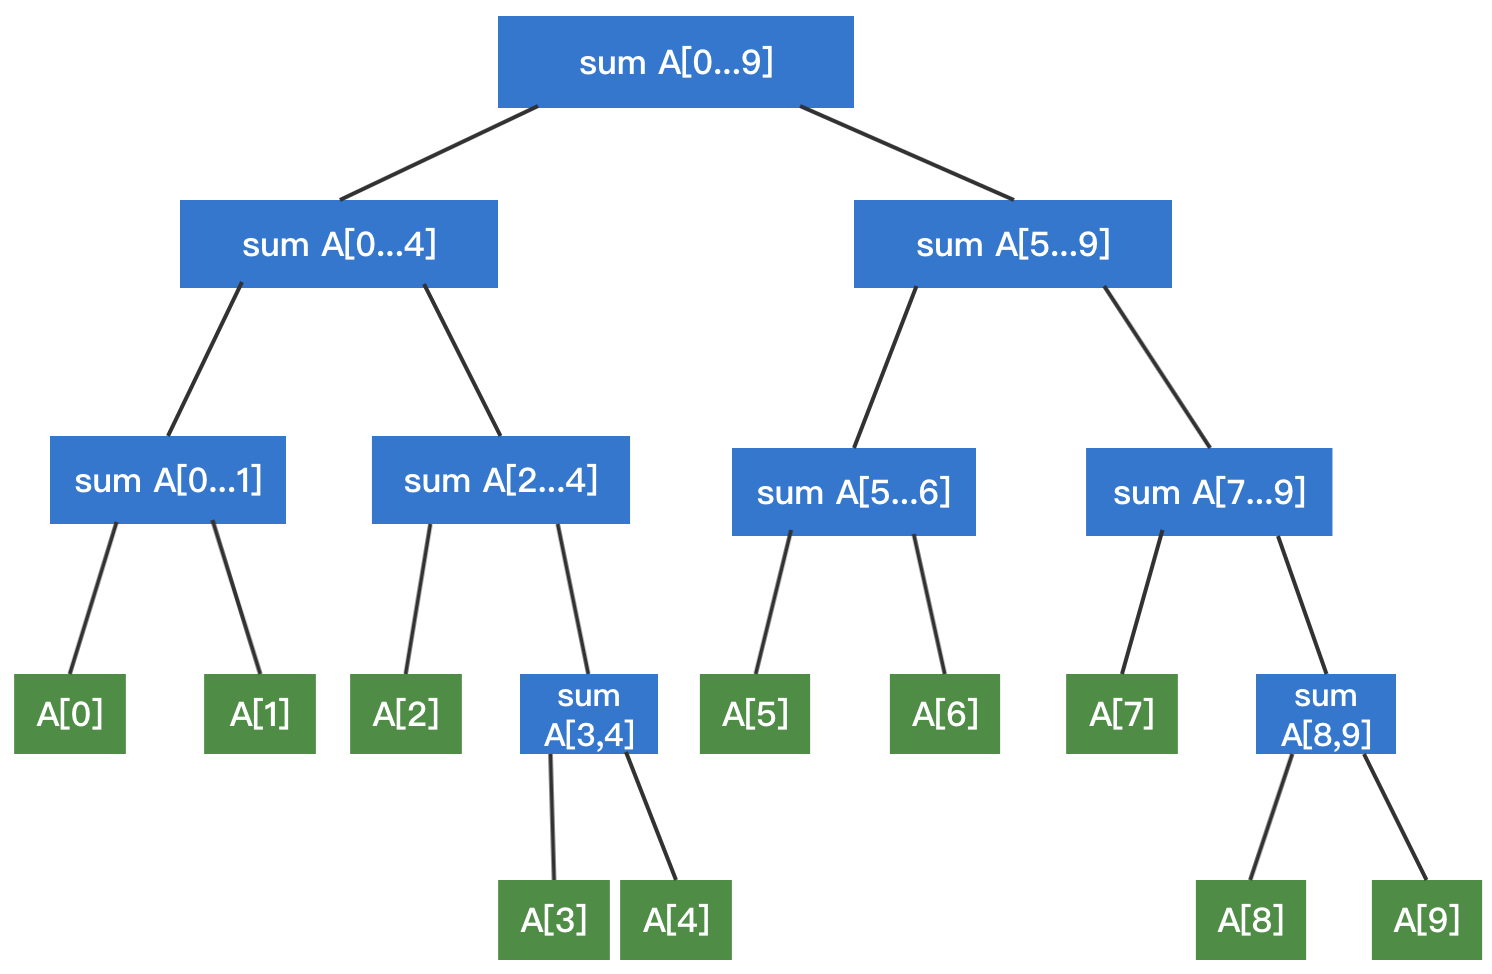 sum A[0...9]
sum A[0...4]
sum A[5...9]
sum A[0...1]
sum A[2...4]
sum A[5...6]
sum A[7...9]
A[0]
A[1]
A[2]
sum
A[3,4]
A[5]
A[6]
A[7]
sum
A[8,9]
A[3]
A[4]
A[8]
A[9]